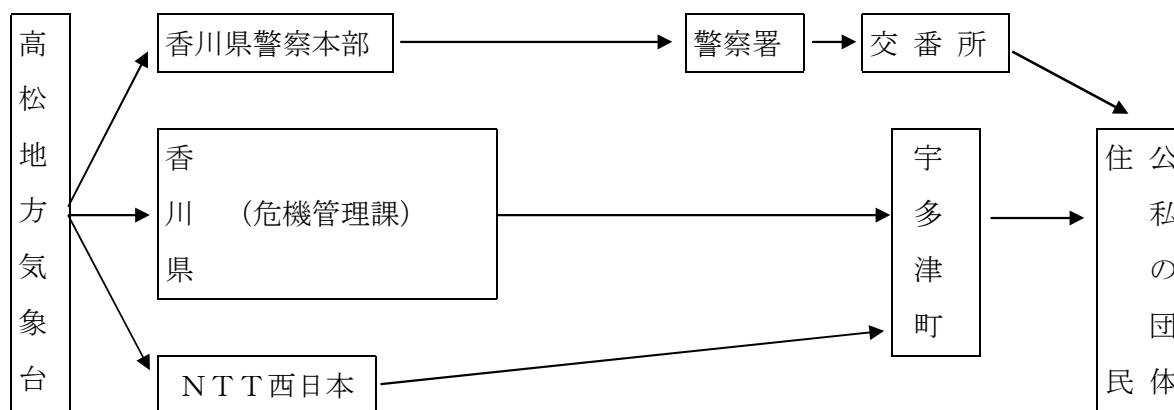 高松地方気象台
香川県警察本部
警察署
交番所
香川県
（危機管理課）
宇多津町
ＮＴＴ西日本
公私の団体
住民